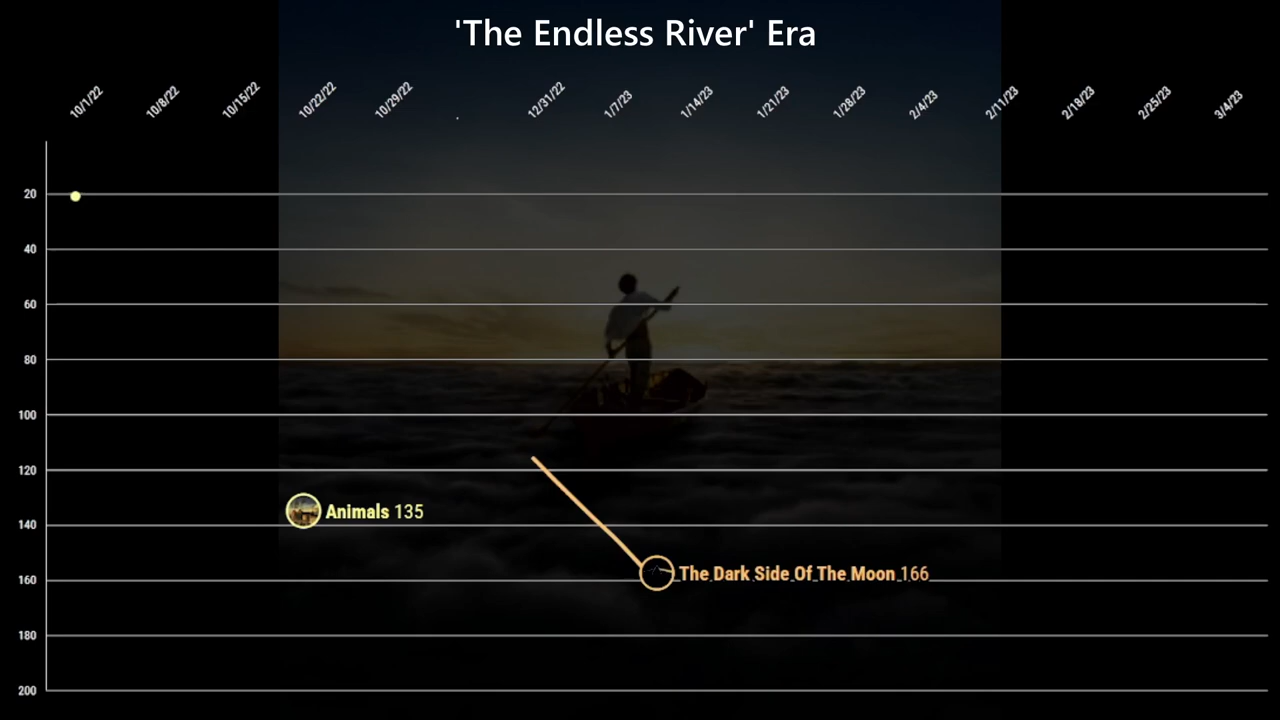 'The Endless River' Era
10/1/22 10/8/22 10/15/22 10/22/22 10/29/22 . 12/31/22 1/7/23 1/14/23 1/21/23 1/28/23 2/4/23 2/11/23 2/18/23 2/25/23 3/4/23
20
40
60
80
100
120
Animals 135
140
The Dark Side Of The Moon 166
160
180
200